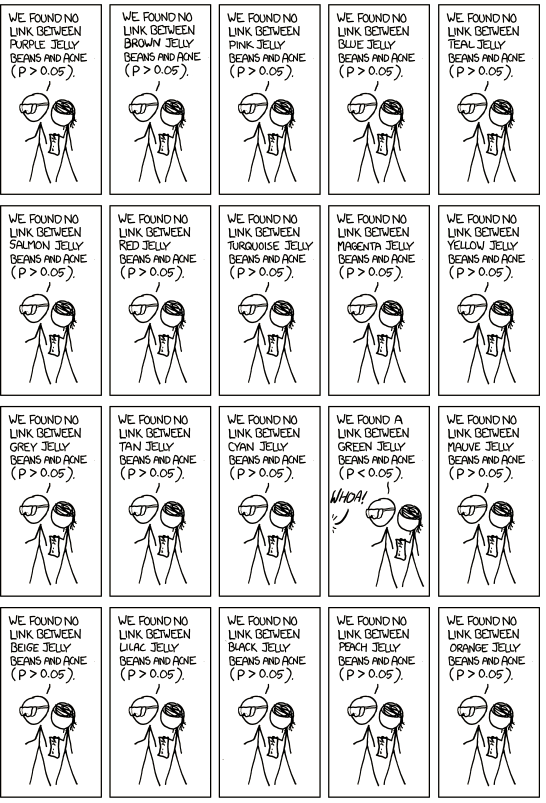 WE FOUND NO
LINK BETWEEN
PURPLE JELLY
BEANS AND ACNE
(P > 0.05).
WE FOUND NO
LINK BETWEEN
BROWN JELLY
BEANS AND ACNE
(P > 0.05).
WE FOUND NO
LINK BETWEEN
PINK JELLY
BEANS AND ACNE
(P > 0.05).
WE FOUND NO
LINK BETWEEN
BLUE JELLY
BEANS AND ACNE
(P > 0.05).
WE FOUND NO
LINK BETWEEN
TEAL JELLY
BEANS AND ACNE
(P > 0.05).
WE FOUND NO
LINK BETWEEN
SALMON JELLY
BEANS AND ACNE
(P > 0.05).
WE FOUND NO
LINK BETWEEN
RED JELLY
BEANS AND ACNE
(P > 0.05).
WE FOUND NO
LINK BETWEEN
TURQUOISE JELLY
BEANS AND ACNE
(P > 0.05).
WE FOUND NO
LINK BETWEEN
MAGENTA JELLY
BEANS AND ACNE
(P > 0.05).
WE FOUND NO
LINK BETWEEN
YELLOW JELLY
BEANS AND ACNE
(P > 0.05).
WE FOUND NO
LINK BETWEEN
GREY JELLY
BEANS AND ACNE
(P > 0.05).
WE FOUND NO
LINK BETWEEN
TAN JELLY
BEANS AND ACNE
(P > 0.05).
WE FOUND NO
LINK BETWEEN
CYAN JELLY
BEANS AND ACNE
(P > 0.05).
WE FOUND A
LINK BETWEEN
GREEN JELLY
BEANS AND ACNE
(P < 0.05).
WHOA!
WE FOUND NO
LINK BETWEEN
MAUVE JELLY
BEANS AND ACNE
(P > 0.05).
WE FOUND NO
LINK BETWEEN
BEIGE JELLY
BEANS AND ACNE
(P > 0.05).
WE FOUND NO
LINK BETWEEN
LILAC JELLY
BEANS AND ACNE
(P > 0.05).
WE FOUND NO
LINK BETWEEN
BLACK JELLY
BEANS AND ACNE
(P > 0.05).
WE FOUND NO
LINK BETWEEN
PEACH JELLY
BEANS AND ACNE
(P > 0.05).
WE FOUND NO
LINK BETWEEN
ORANGE JELLY
BEANS AND ACNE
(P > 0.05).